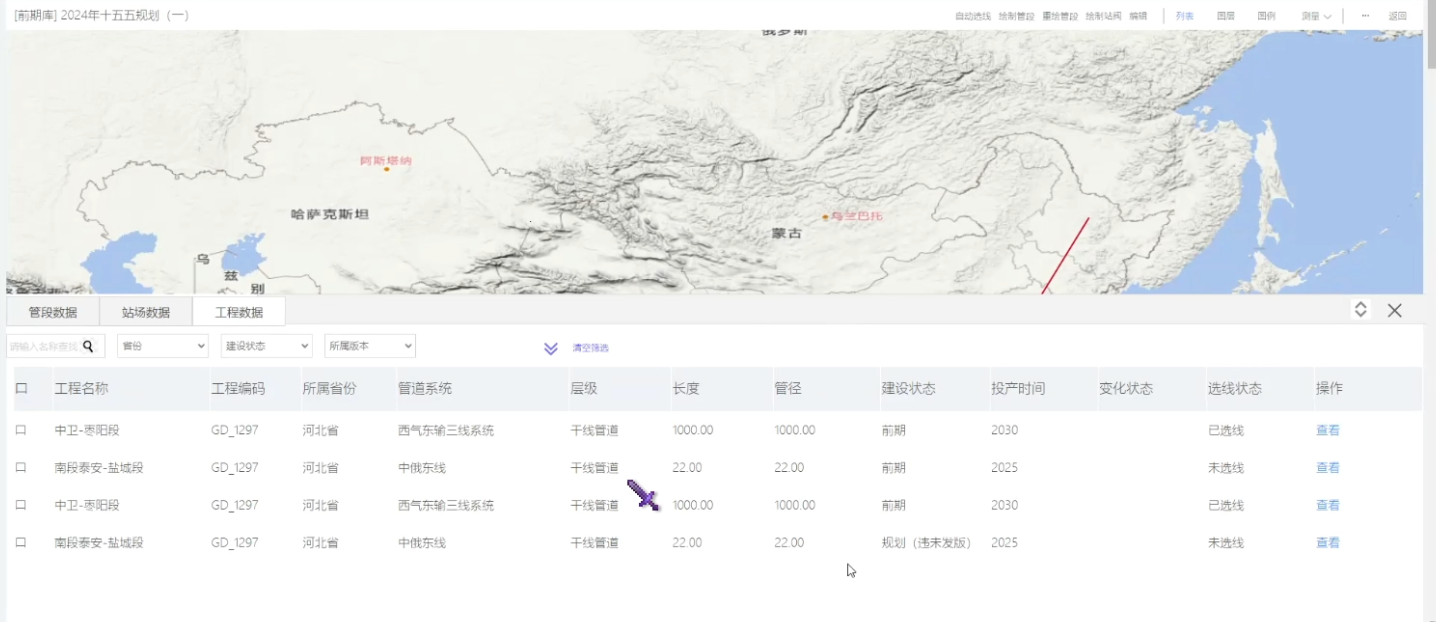 [前期库] 2024年十五五规划（一）
自动选线 绘制管段 重绘管段 绘制站阀 编辑 列表 图层 图例 测量 ··· 返回
俄罗斯
阿斯塔纳
哈萨克斯坦
乌兰巴托
蒙古
乌
兹
别
管段数据 站场数据 工程数据
请输入名称查找 省份 建设状态 所属版本 清空筛选
工程名称 工程编码 所属省份 管道系统 层级 长度 管径 建设状态 投产时间 变化状态 选线状态 操作
中卫-枣阳段 GD_1297 河北省 西气东输三线系统 干线管道 1000.00 1000.00 前期 2030 已选线 查看
南段泰安-盐城段 GD_1297 河北省 中俄东线 干线管道 22.00 22.00 前期 2025 未选线 查看
中卫-枣阳段 GD_1297 河北省 西气东输三线系统 干线管道 1000.00 1000.00 前期 2030 已选线 查看
南段泰安-盐城段 GD_1297 河北省 中俄东线 干线管道 22.00 22.00 规划（违未发版） 2025 未选线 查看